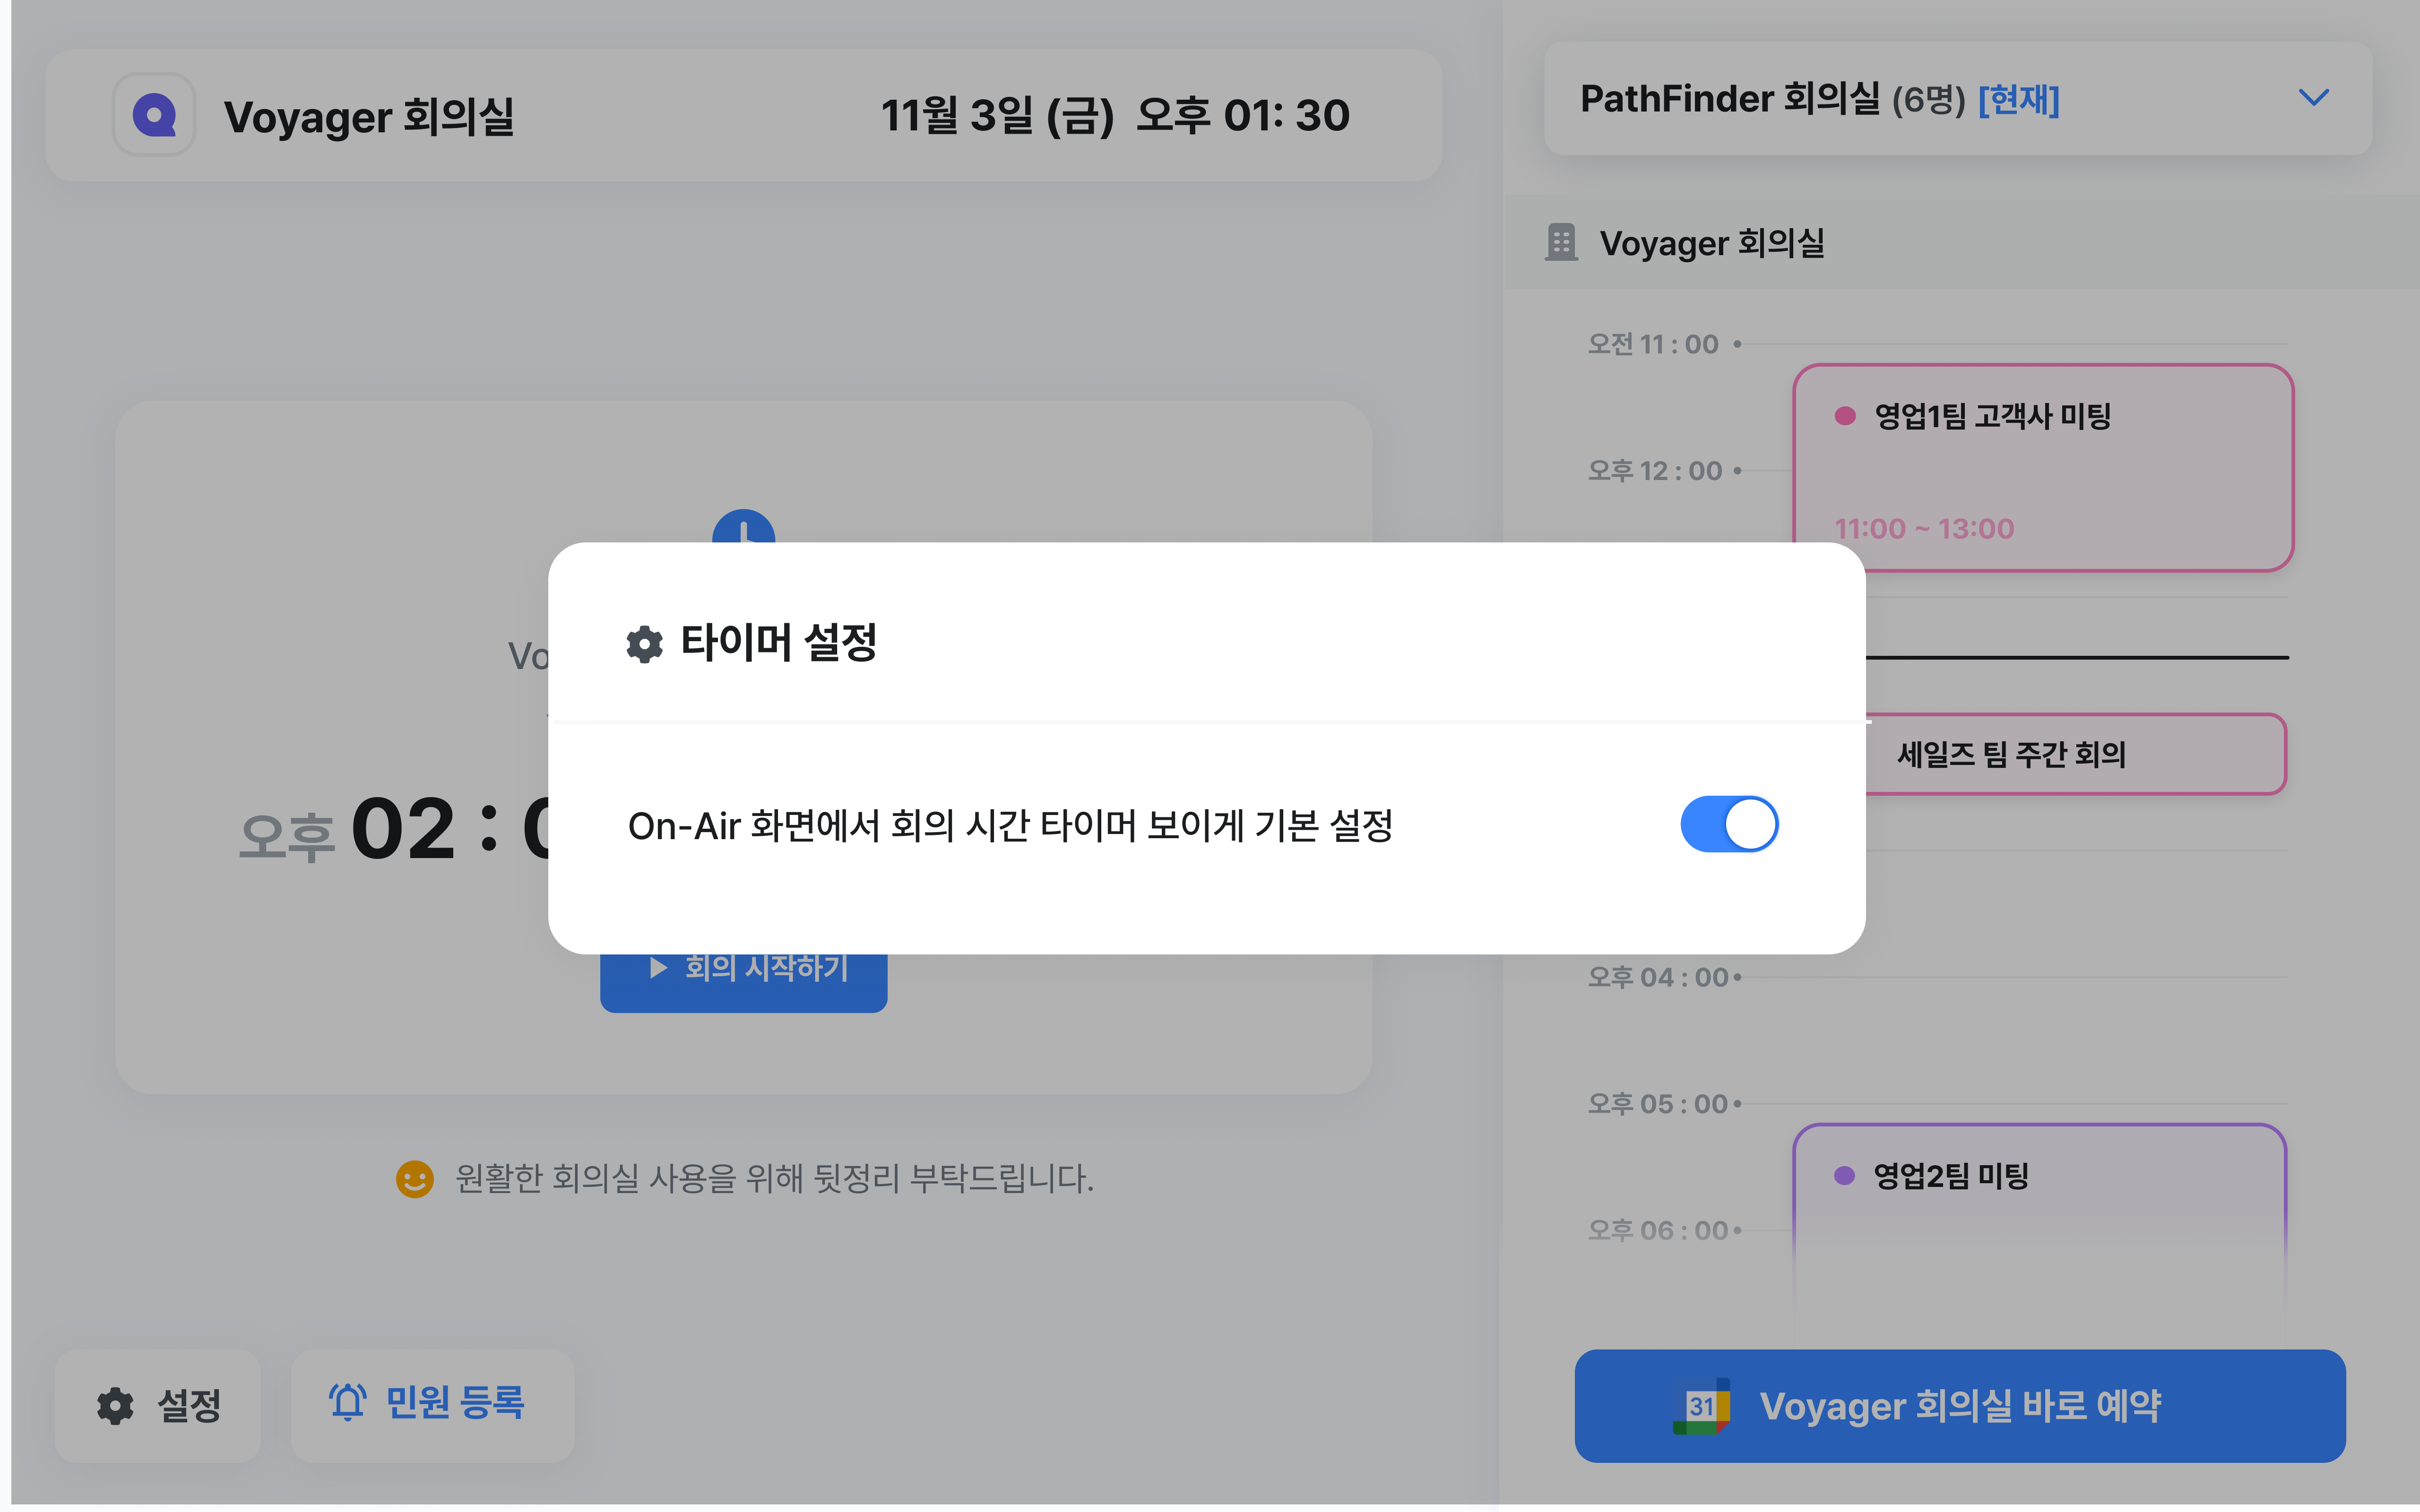 Voyager 회의실
11월 3일 (금) 오후 01: 30
오후 02 :
회의 시작하기
원활한 회의실 사용을 위해 뒷정리 부탁드립니다.
설정
민원 등록
타이머 설정
On-Air 화면에서 회의 시간 타이머 보이게 기본 설정
PathFinder 회의실 (6명) [현재]
Voyager 회의실
오전 11 : 00
영업1팀 고객사 미팅
오후 12 : 00
11:00 ~ 13:00
세일즈 팀 주간 회의
오후 04 : 00
오후 05 : 00
영업2팀 미팅
오후 06 : 00
31
Voyager 회의실 바로 예약